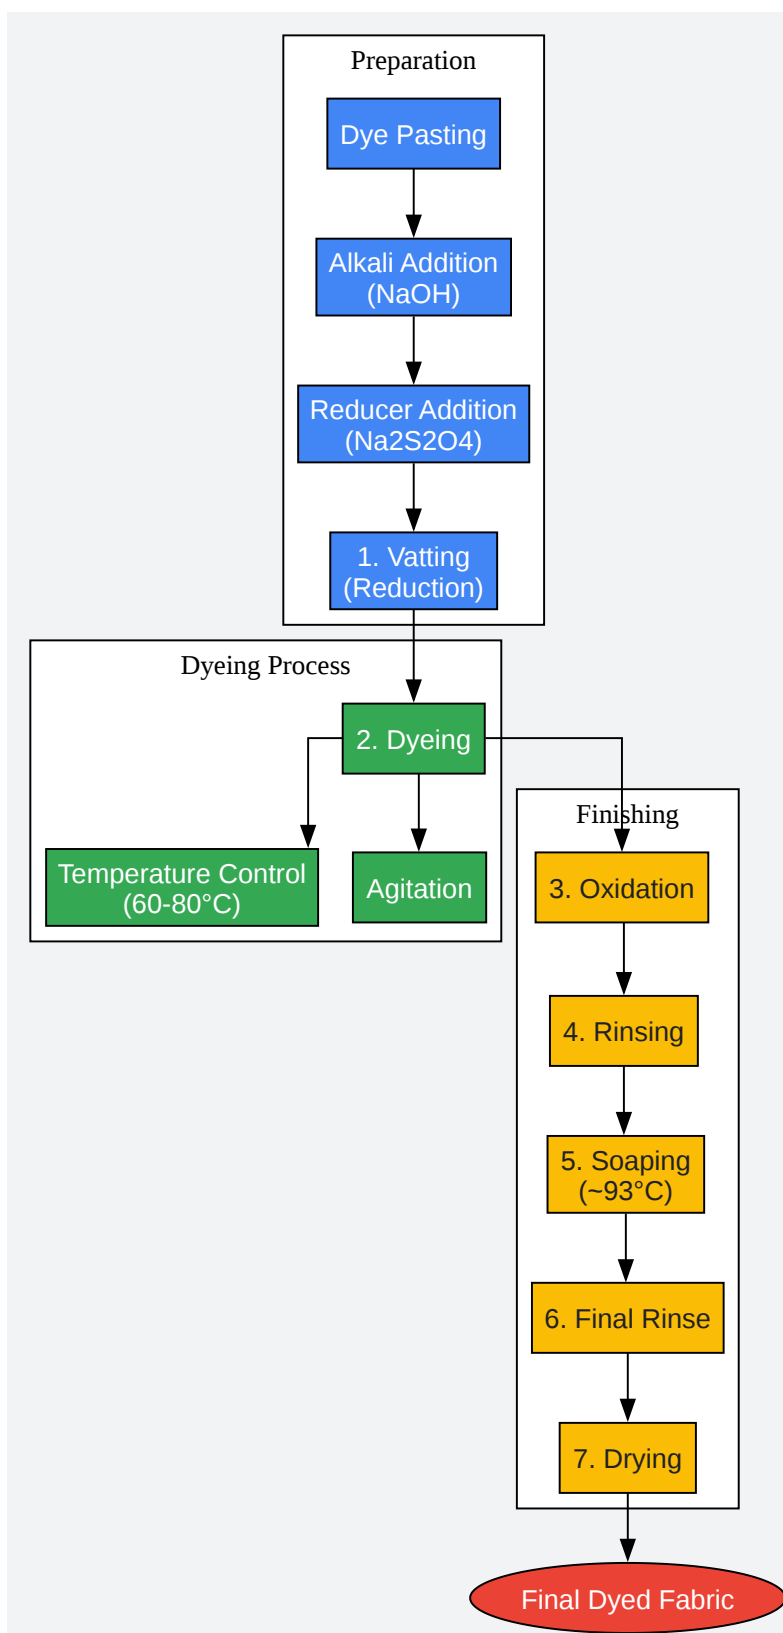 Preparation
Dye Pasting
Alkali Addition
(NaOH)
Reducer Addition
(Na2S2O4)
1. Vatting
(Reduction)
Dyeing Process
2. Dyeing
Temperature Control
(60-80°C)
Agitation
Finishing
3. Oxidation
4. Rinsing
5. Soaping
(~93°C)
6. Final Rinse
7. Drying
Final Dyed Fabric